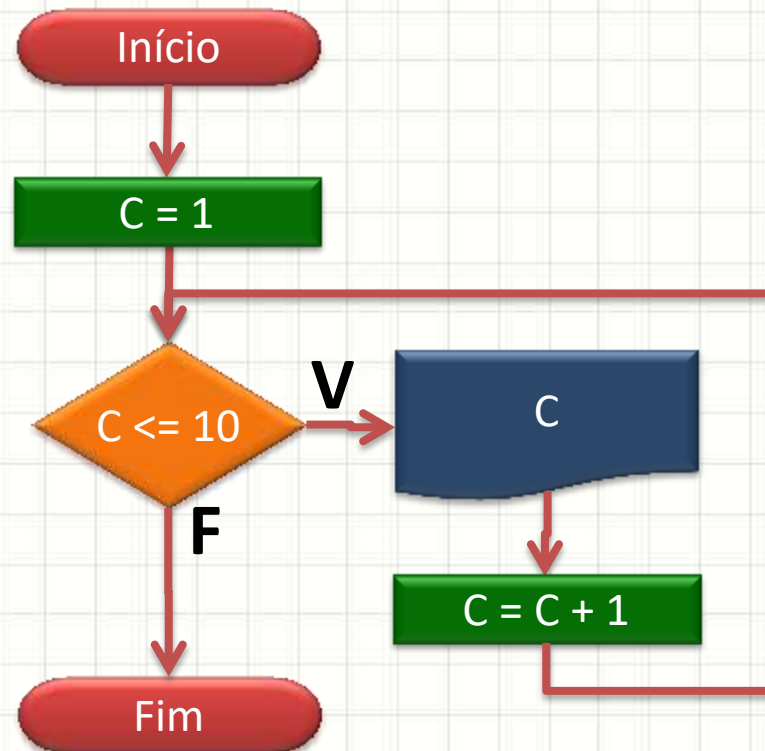 Início
C = 1
C <= 10
V
C
F
C = C + 1
Fim